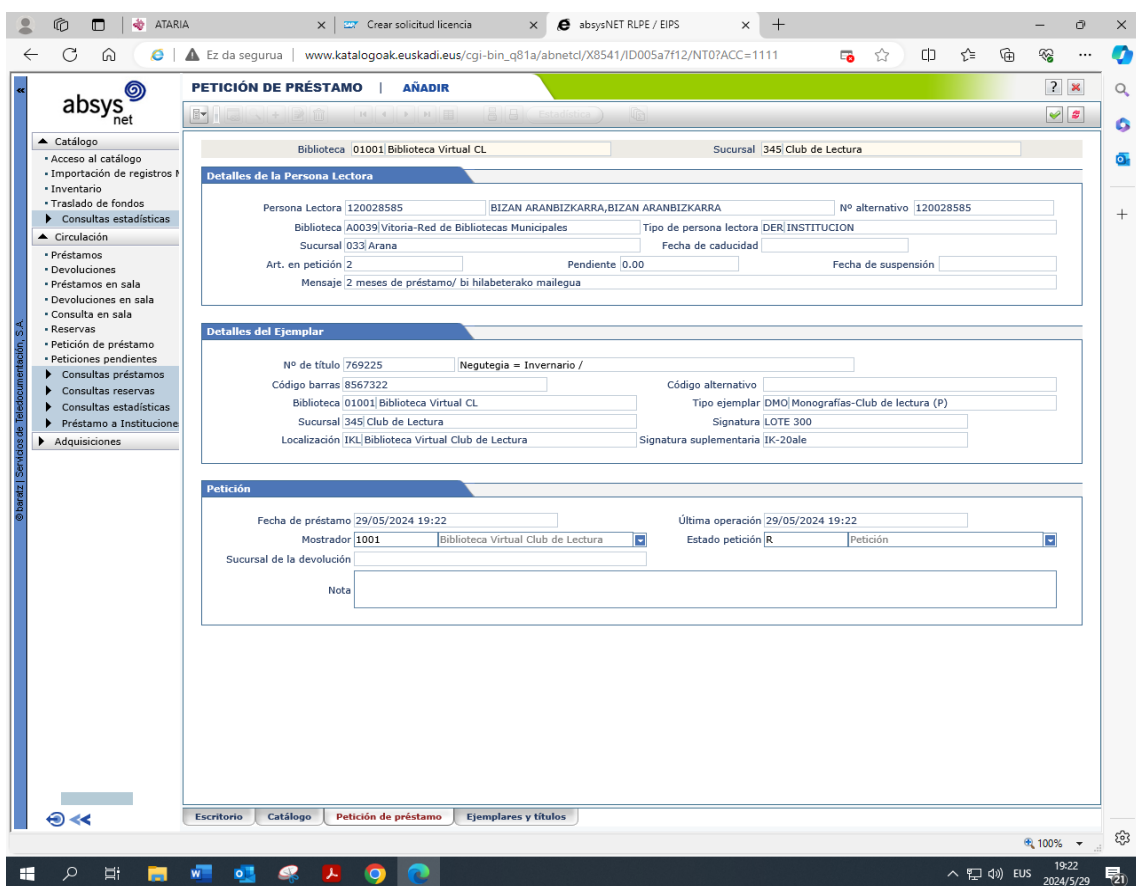 ATARIA
Crear solicitud licencia
absysNET RLPE / EIPS
Ez da segurua
www.katalogoak.euskadi.eus/cgi-bin_q81a/abnetcl/X8541/ID005a7f12/NT0?ACC=1111
absys
net
PETICIÓN DE PRÉSTAMO | AÑADIR
Estadística
Catálogo
Acceso al catálogo
Importación de registros M
Inventario
Traslado de fondos
Consultas estadísticas
Circulación
Préstamos
Devoluciones
Préstamos en sala
Devoluciones en sala
Consulta en sala
Reservas
Petición de préstamo
Peticiones pendientes
Consultas préstamos
Consultas reservas
Consultas estadísticas
Préstamo a Institucione
Adquisiciones
© baratz | Servicios de Teledocumentación, S.A.
Biblioteca 01001 Biblioteca Virtual CL Sucursal 345 Club de Lectura
Detalles de la Persona Lectora
Persona Lectora 120028585 BIZAN ARANBIZKARRA,BIZAN ARANBIZKARRA Nº alternativo 120028585
Biblioteca A0039 Vitoria-Red de Bibliotecas Municipales Tipo de persona lectora DER INSTITUCION
Sucursal 033 Arana Fecha de caducidad
Art. en petición 2 Pendiente 0.00 Fecha de suspensión
Mensaje 2 meses de préstamo/ bi hilabeterako mailegua
Detalles del Ejemplar
Nº de título 769225 Negutegia = Invernario /
Código barras 8567322 Código alternativo
Biblioteca 01001 Biblioteca Virtual CL Tipo ejemplar DMO Monografías-Club de lectura (P)
Sucursal 345 Club de Lectura Signatura LOTE 300
Localización IKL Biblioteca Virtual Club de Lectura Signatura suplementaria IK-20ale
Petición
Fecha de préstamo 29/05/2024 19:22 Última operación 29/05/2024 19:22
Mostrador 1001 Biblioteca Virtual Club de Lectura Estado petición R Petición
Sucursal de la devolución
Nota
Escritorio Catálogo Petición de préstamo Ejemplares y títulos
100%
EUS
19:22
2024/5/29
21